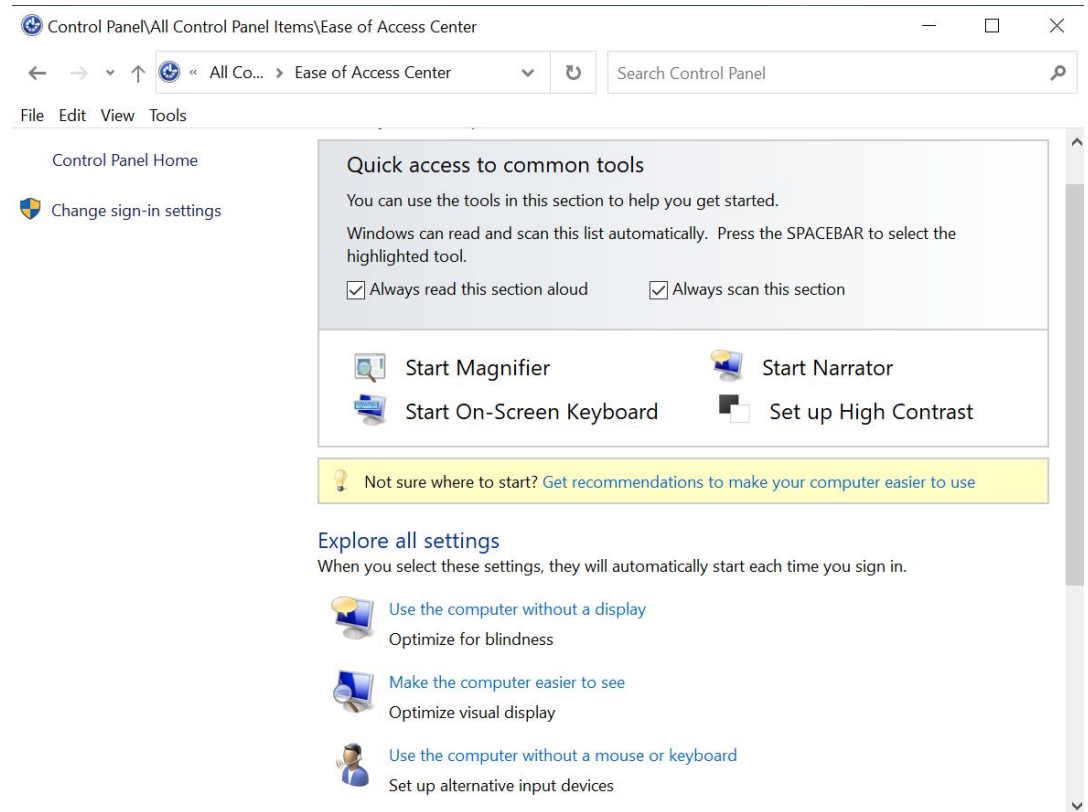 Control Panel\All Control Panel Items\Ease of Access Center
« All Co... > Ease of Access Center
Search Control Panel
File Edit View Tools
Control Panel Home
Change sign-in settings
Quick access to common tools
You can use the tools in this section to help you get started.
Windows can read and scan this list automatically. Press the SPACEBAR to select the
highlighted tool.
Always read this section aloud
Always scan this section
Start Magnifier
Start Narrator
Start On-Screen Keyboard
Set up High Contrast
Not sure where to start? Get recommendations to make your computer easier to use
Explore all settings
When you select these settings, they will automatically start each time you sign in.
Use the computer without a display
Optimize for blindness
Make the computer easier to see
Optimize visual display
Use the computer without a mouse or keyboard
Set up alternative input devices